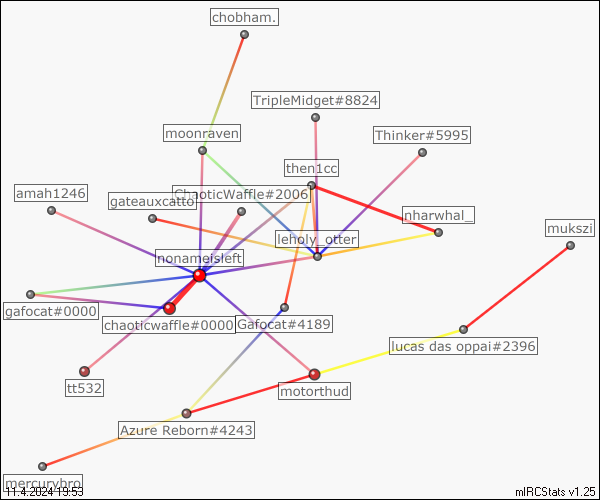 chobham.
TripleMidget#8824
moonraven
Thinker#5995
then1cc
amah1246
gateauxcatto
ChaoticWaffle#2006
nharwhal_
mukszi
leholy_otter
nonameisleft
gafocat#0000
chaoticwaffle#0000
Gafocat#4189
lucas das oppai#2396
tt532
motorthud
Azure Reborn#4243
mercurybro
11.4.2024 19:53
mIRCStats v1.25